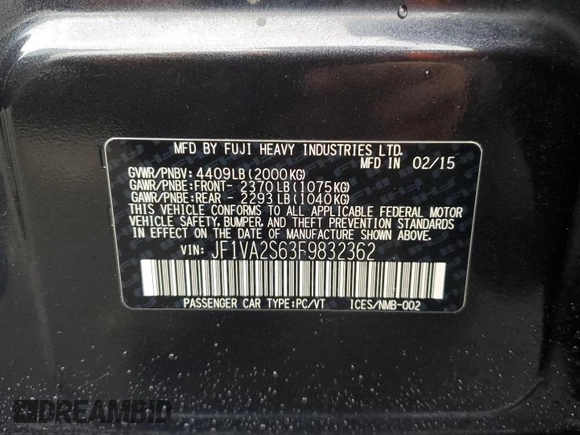 MFD BY FUJI HEAVY INDUSTRIES LTD.
MFD IN 02/15
GVWR/PNBV: 4409LB(2000KG)
GAWR/PNBE:FRONT- 2370LB(1075KG)
GAWR/PNBE:REAR - 2293LB(1040KG)
THIS VEHICLE CONFORMS TO ALL APPLICABLE FEDERAL MOTOR
VEHICLE SAFETY, BUMPER, AND THEFT PREVENTION STANDARDS
IN EFFECT ON THE DATE OF MANUFACTURE SHOWN ABOVE.
VIN: JF1VA2S63F9832362
PASSENGER CAR TYPE:PC/VT ICES/NMB-002
DREAMBID